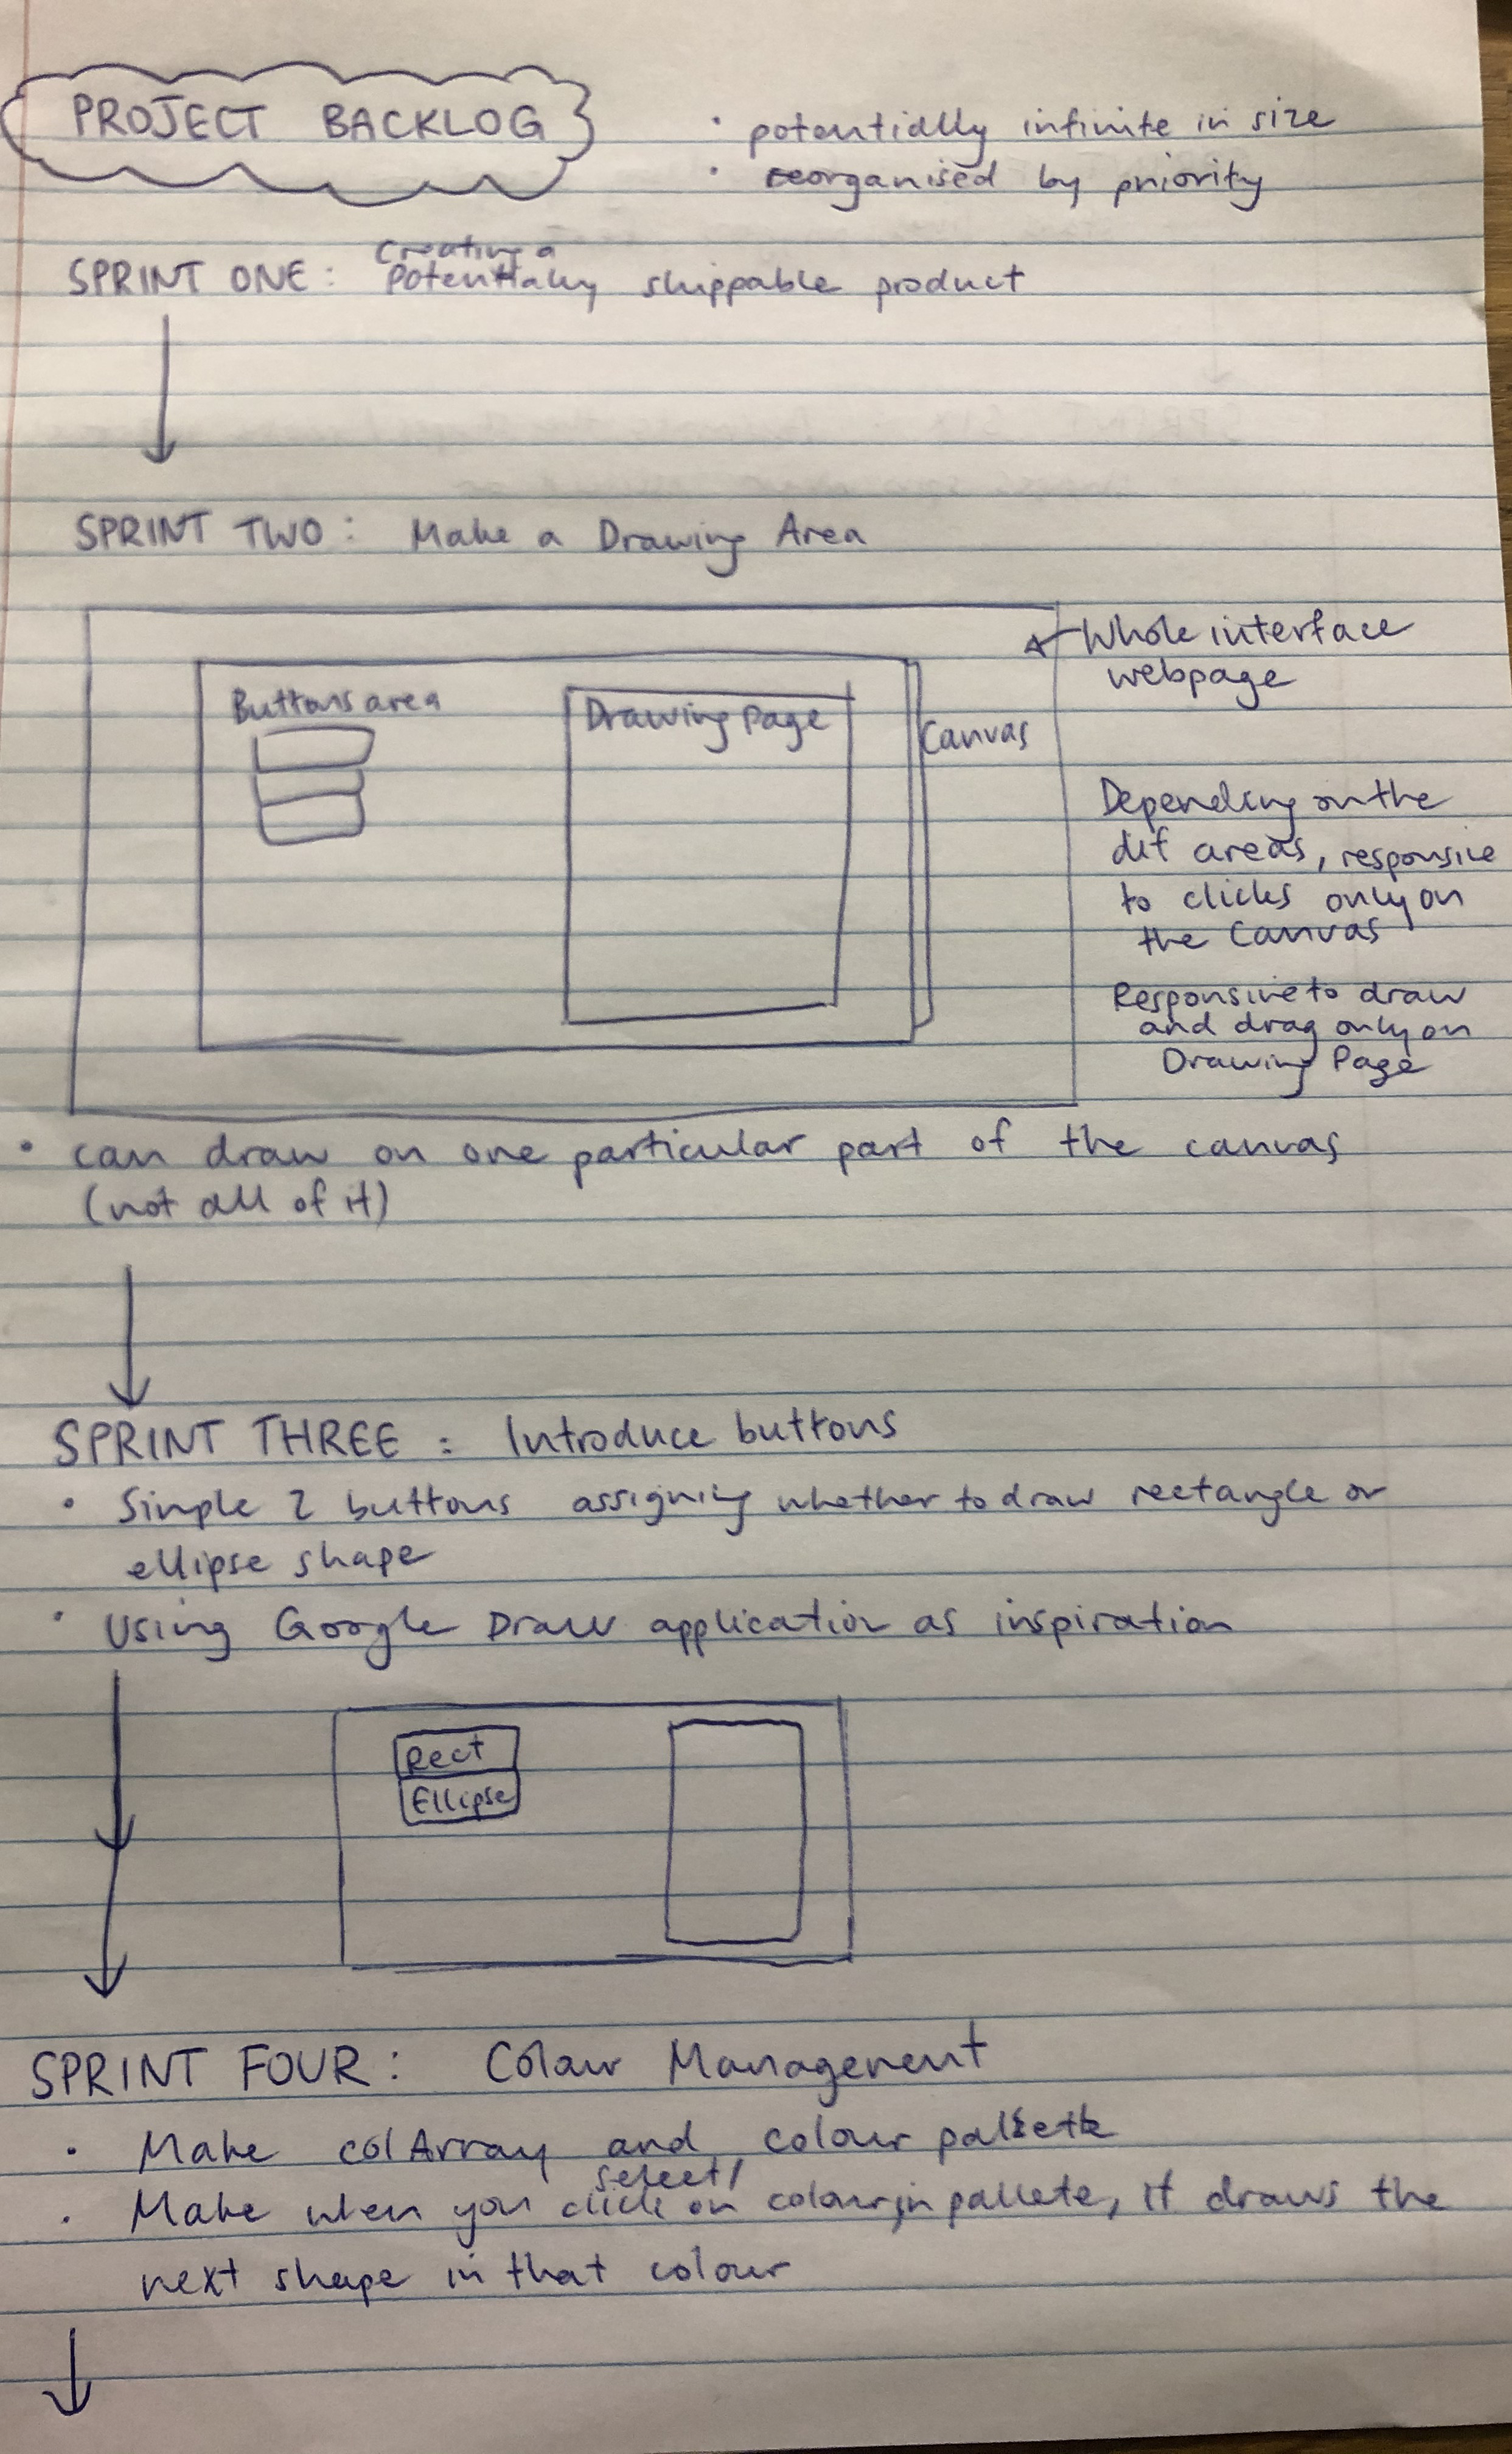 PROJECT BACKLOG
• potentially infinite in size
• reorganised by priority
SPRINT ONE: Creating a Potentially shippable product
SPRINT TWO: Make a Drawing Area
Whole interface
webpage
Buttons area
Drawing Page
Canvas
Depending on the
dif areas, responsive
to clicks only on
the Canvas
Responsive to draw
and drag only on
Drawing Page
• can draw on one particular part of the canvas
(not all of it)
SPRINT THREE: Introduce buttons
• Simple 2 buttons assigning whether to draw rectangle or
ellipse shape
• Using Google Draw application as inspiration
Rect
Ellipse
SPRINT FOUR: Colour Management
• Make colArray and colour pallete
• Make when you select/click on colour in pallete, it draws the
next shape in that colour